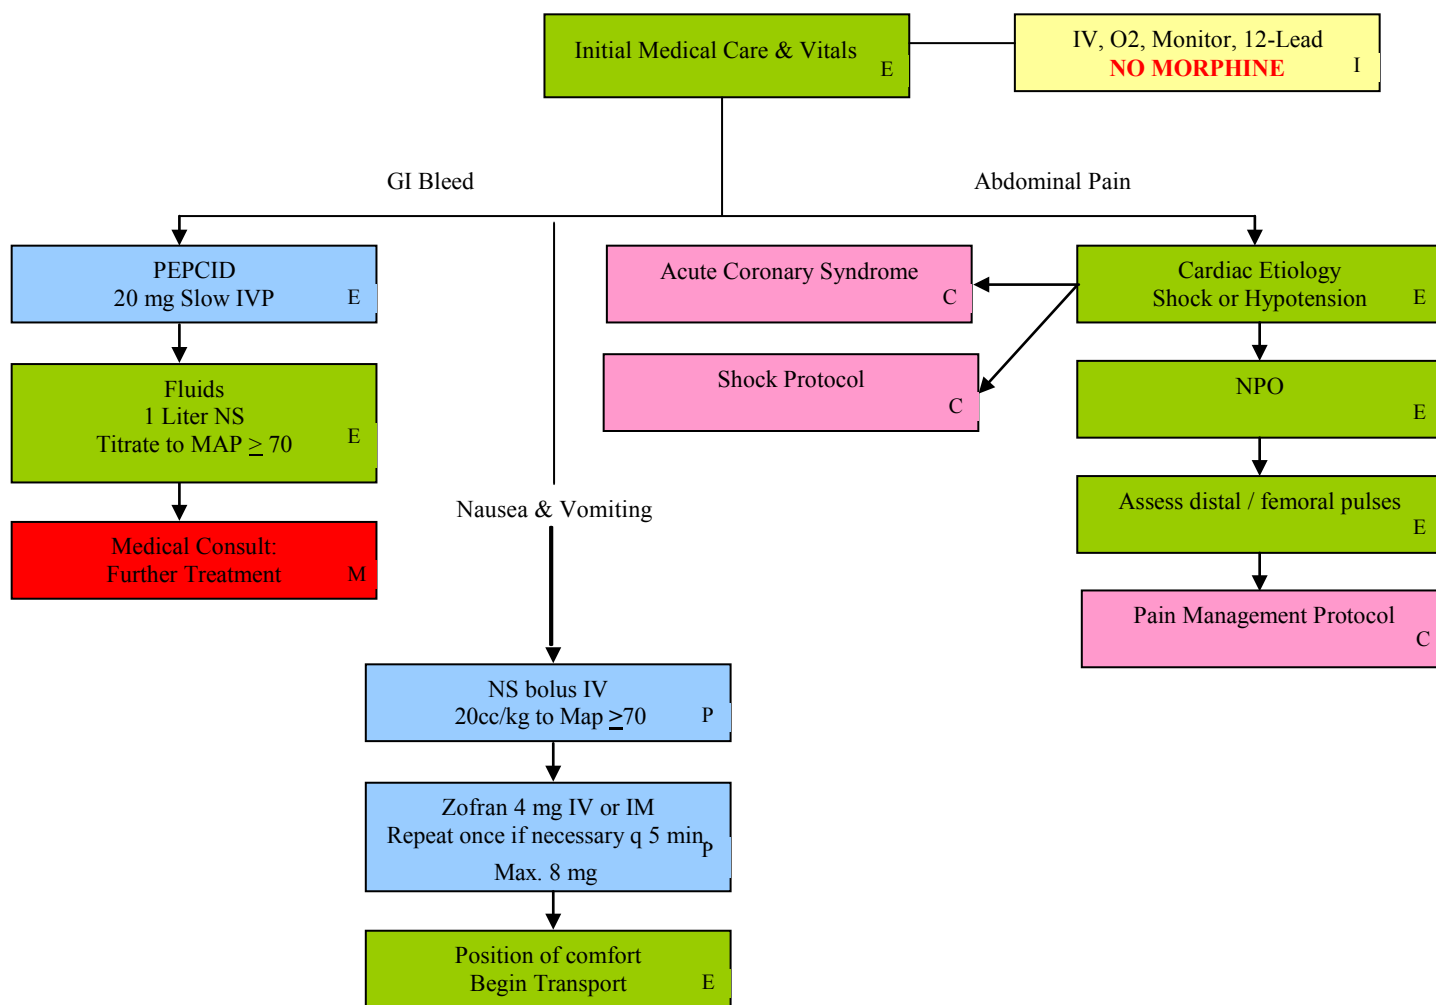 Initial Medical Care & Vitals
E
IV, O2, Monitor, 12-Lead
NO MORPHINE
I
GI Bleed
Abdominal Pain
PEPCID
20 mg Slow IVP
E
Acute Coronary Syndrome
C
Cardiac Etiology
Shock or Hypotension
E
Fluids
1 Liter NS
Titrate to MAP ≥ 70
E
Shock Protocol
C
NPO
E
Nausea & Vomiting
Assess distal / femoral pulses
E
Medical Consult:
Further Treatment
M
Pain Management Protocol
C
NS bolus IV
20cc/kg to Map ≥70
P
Zofran 4 mg IV or IM
Repeat once if necessary q 5 min.
P
Max. 8 mg
Position of comfort
Begin Transport
E